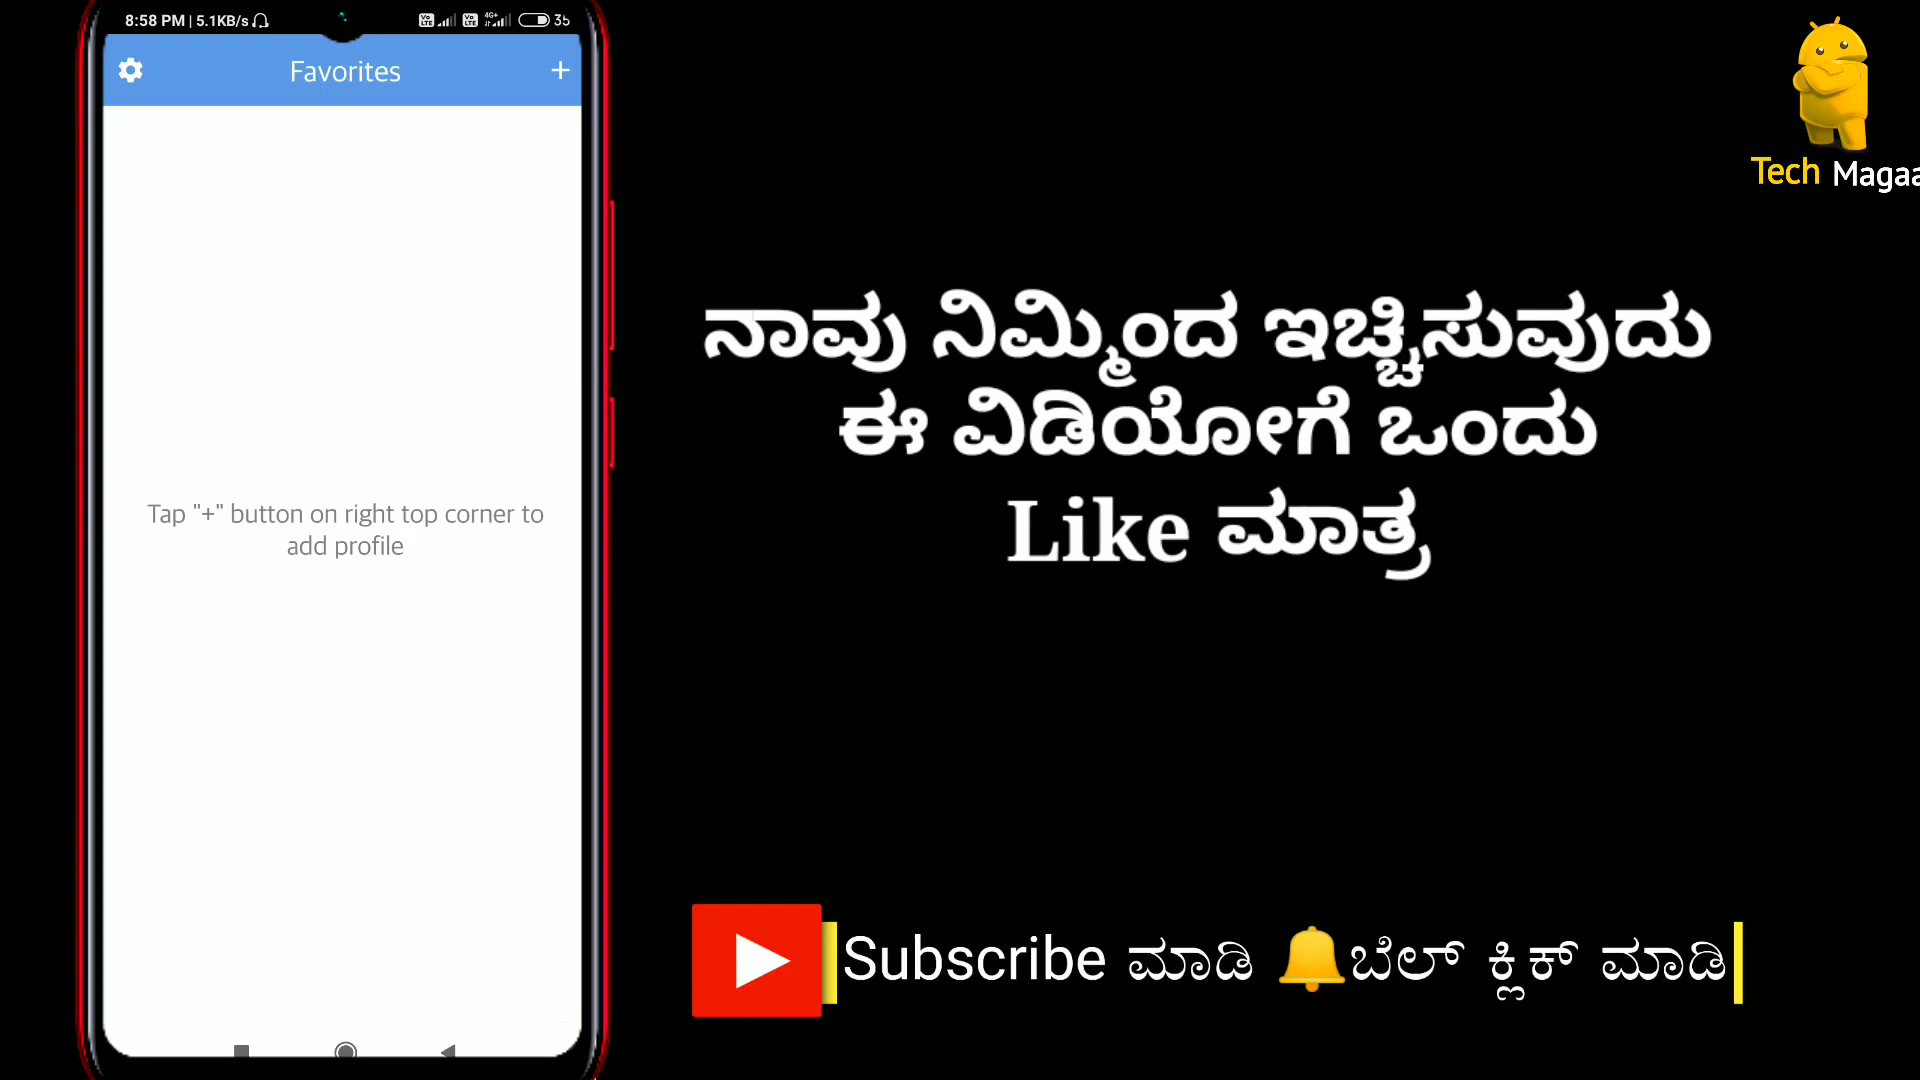 8:58 PM | 5.1KB/s
4G+
35
Favorites
Tap "+" button on right top corner to
add profile
Tech Magaa
ನಾವು ನಿಮ್ಮಿಂದ ಇಚ್ಚಿಸುವುದು
ಈ ವಿಡಿಯೋಗೆ ಒಂದು
Like ಮಾತ್ರ
Subscribe ಮಾಡಿ 🔔ಬೆಲ್ ಕ್ಲಿಕ್ ಮಾಡಿ